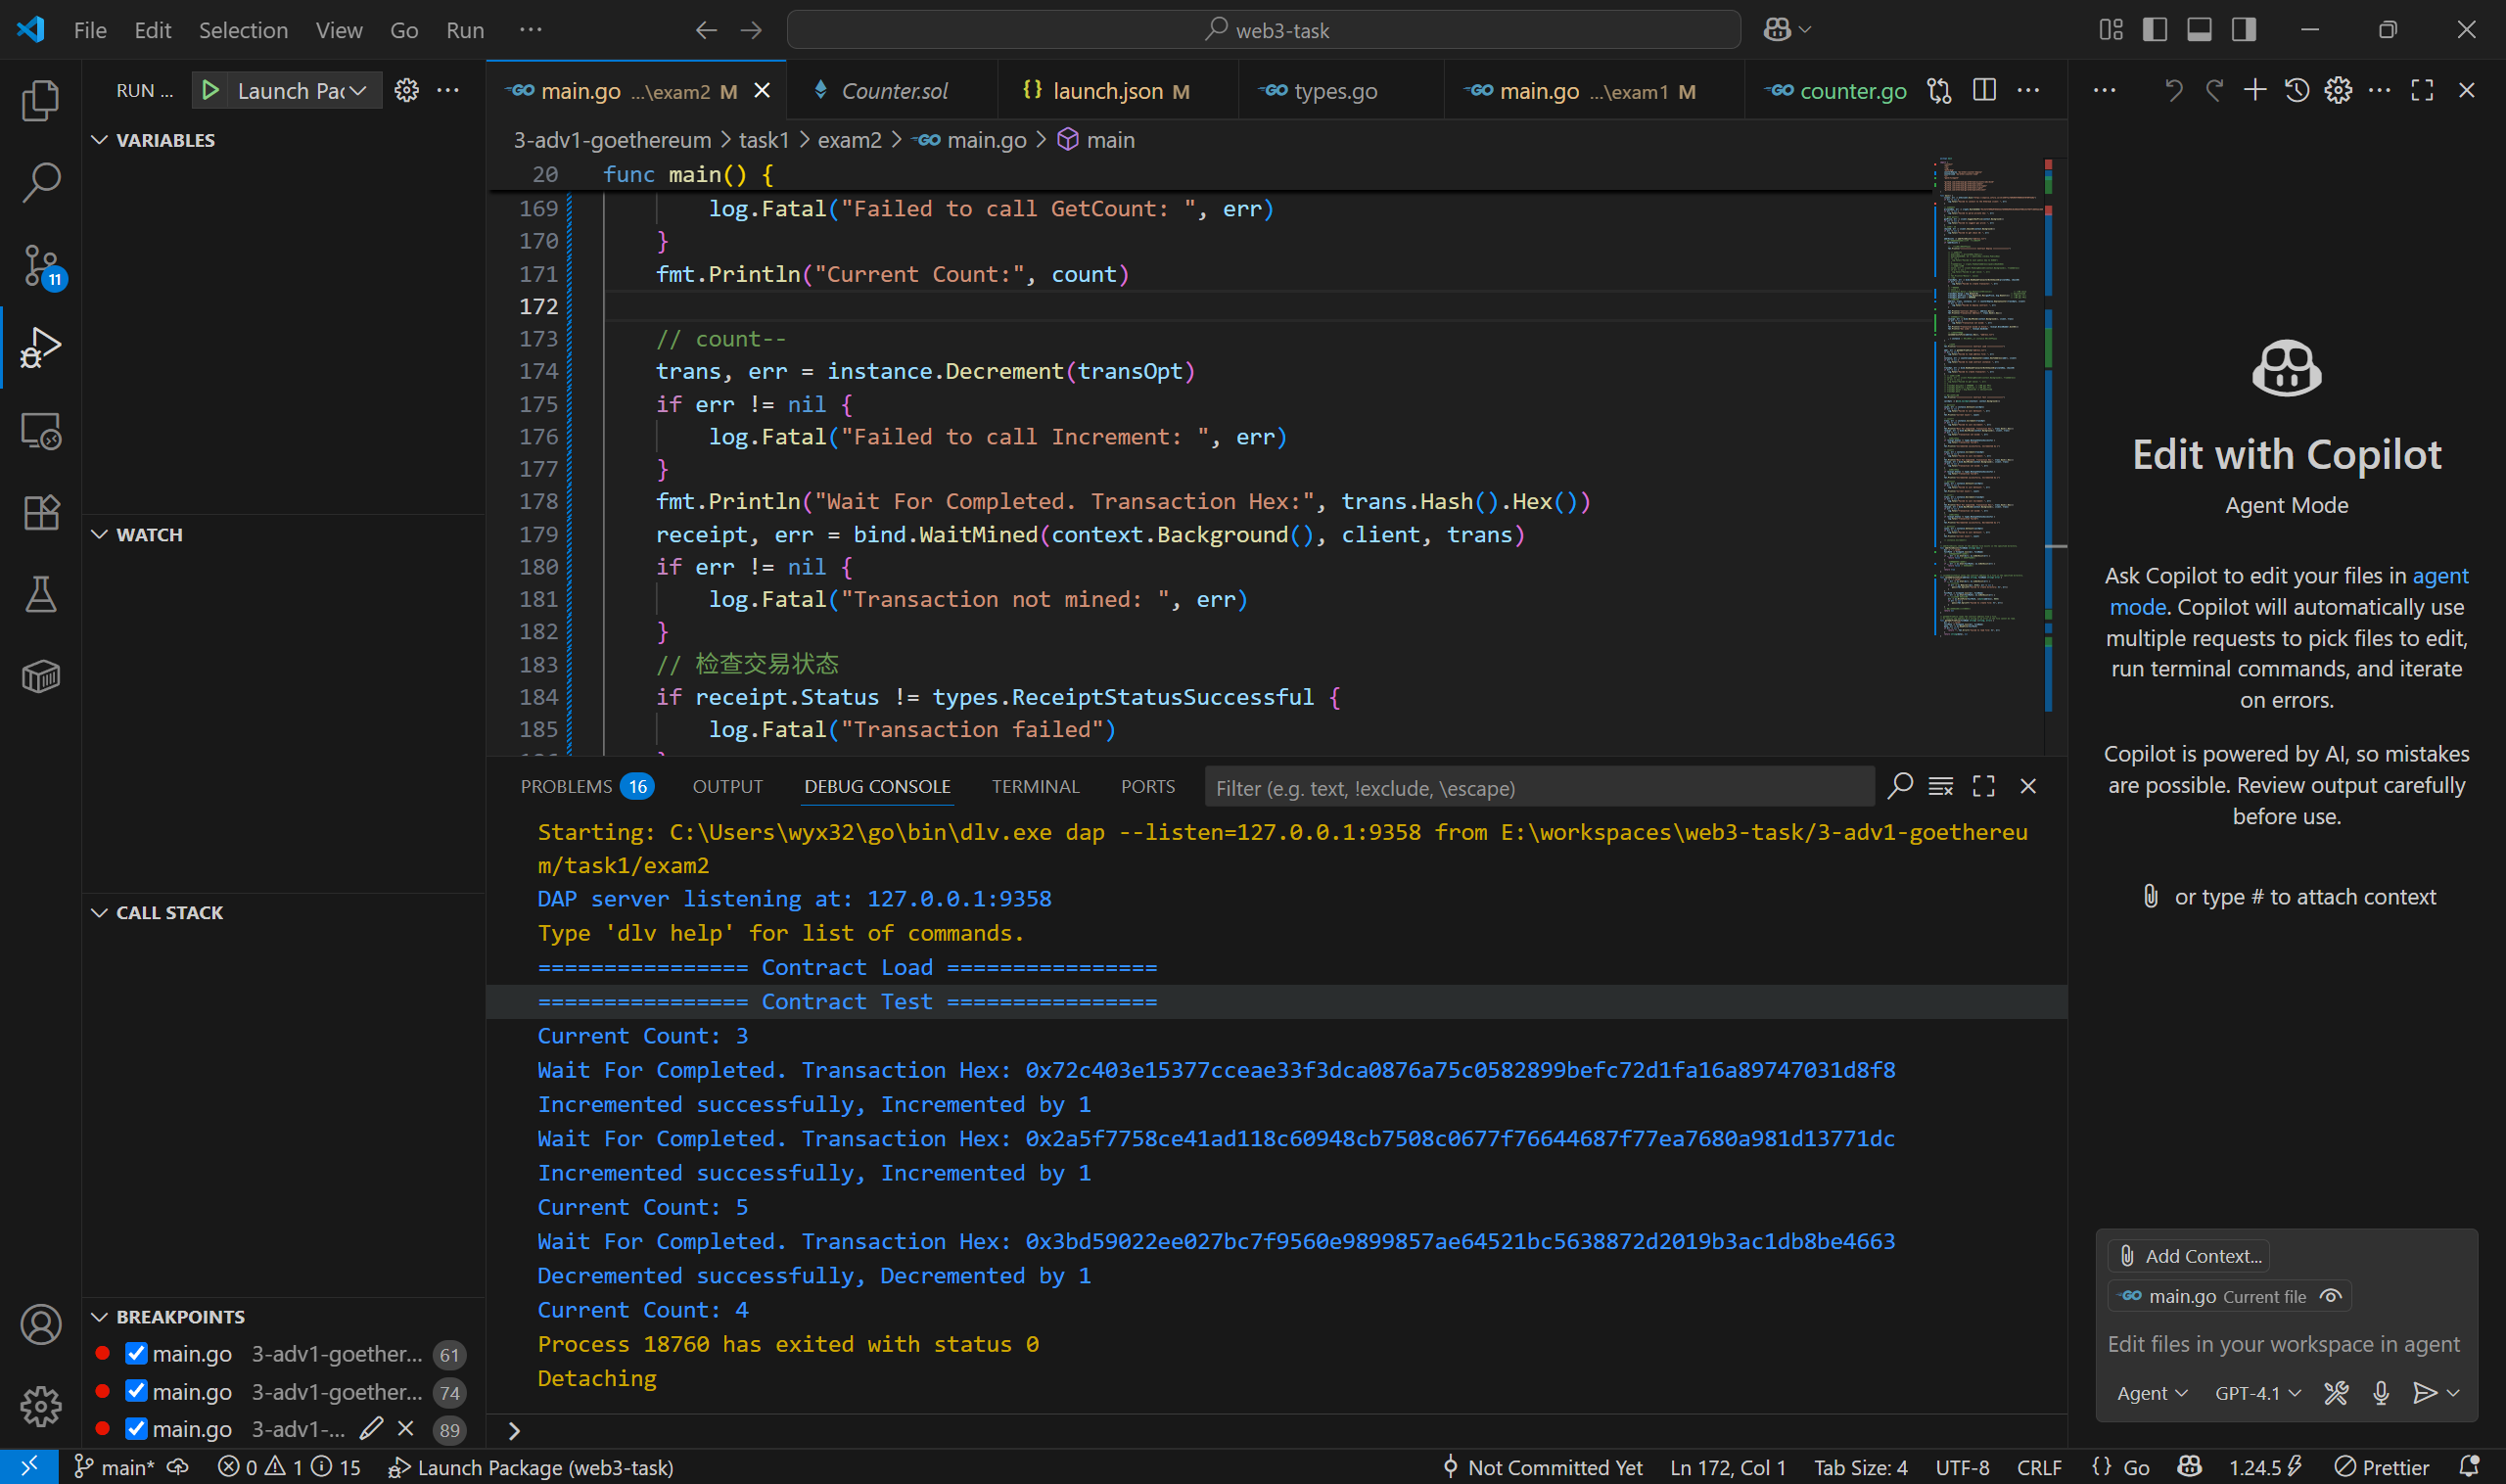 File Edit Selection View Go Run ···
web3-task
RUN ... Launch Pac
main.go ...\exam2 M
Counter.sol
{} launch.json M
types.go
main.go ...\exam1 M
counter.go
VARIABLES
WATCH
CALL STACK
BREAKPOINTS
main.go 3-adv1-goether... 61
main.go 3-adv1-goether... 74
main.go 3-adv1-... 89
11
3-adv1-goethereum > task1 > exam2 > main.go > main
20 func main() {
169 log.Fatal("Failed to call GetCount: ", err)
170 }
171 fmt.Println("Current Count:", count)
172
173 // count--
174 trans, err = instance.Decrement(transOpt)
175 if err != nil {
176 log.Fatal("Failed to call Increment: ", err)
177 }
178 fmt.Println("Wait For Completed. Transaction Hex:", trans.Hash().Hex())
179 receipt, err = bind.WaitMined(context.Background(), client, trans)
180 if err != nil {
181 log.Fatal("Transaction not mined: ", err)
182 }
183 // 检查交易状态
184 if receipt.Status != types.ReceiptStatusSuccessful {
185 log.Fatal("Transaction failed")
PROBLEMS 16 OUTPUT DEBUG CONSOLE TERMINAL PORTS
Filter (e.g. text, !exclude, \escape)
Starting: C:\Users\wyx32\go\bin\dlv.exe dap --listen=127.0.0.1:9358 from E:\workspaces\web3-task/3-adv1-goethereu
m/task1/exam2
DAP server listening at: 127.0.0.1:9358
Type 'dlv help' for list of commands.
================ Contract Load ================
================ Contract Test ================
Current Count: 3
Wait For Completed. Transaction Hex: 0x72c403e15377cceae33f3dca0876a75c0582899befc72d1fa16a89747031d8f8
Incremented successfully, Incremented by 1
Wait For Completed. Transaction Hex: 0x2a5f7758ce41ad118c60948cb7508c0677f76644687f77ea7680a981d13771dc
Incremented successfully, Incremented by 1
Current Count: 5
Wait For Completed. Transaction Hex: 0x3bd59022ee027bc7f9560e9899857ae64521bc5638872d2019b3ac1db8be4663
Decremented successfully, Decremented by 1
Current Count: 4
Process 18760 has exited with status 0
Detaching
Edit with Copilot
Agent Mode
Ask Copilot to edit your files in agent
mode. Copilot will automatically use
multiple requests to pick files to edit,
run terminal commands, and iterate
on errors.
Copilot is powered by AI, so mistakes
are possible. Review output carefully
before use.
or type # to attach context
Add Context...
main.go Current file
Edit files in your workspace in agent
Agent GPT-4.1
main* 0 1 15 Launch Package (web3-task)
Not Committed Yet Ln 172, Col 1 Tab Size: 4 UTF-8 CRLF {} Go 1.24.5 Prettier